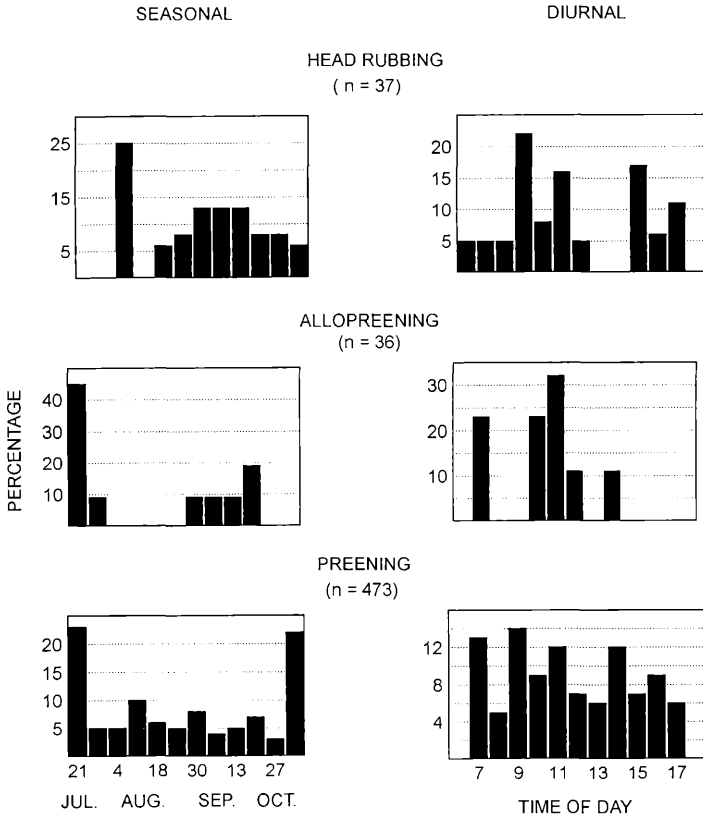 SEASONAL DIURNAL
HEAD RUBBING
( n = 37)
25
15
5
20
15
10
5
ALLOPREENING
(n = 36)
PERCENTAGE
40
30
20
10
30
20
10
PREENING
(n = 473)
20
15
10
5
12
8
4
21 4 18 30 13 27
JUL. AUG. SEP. OCT.
7 9 11 13 15 17
TIME OF DAY